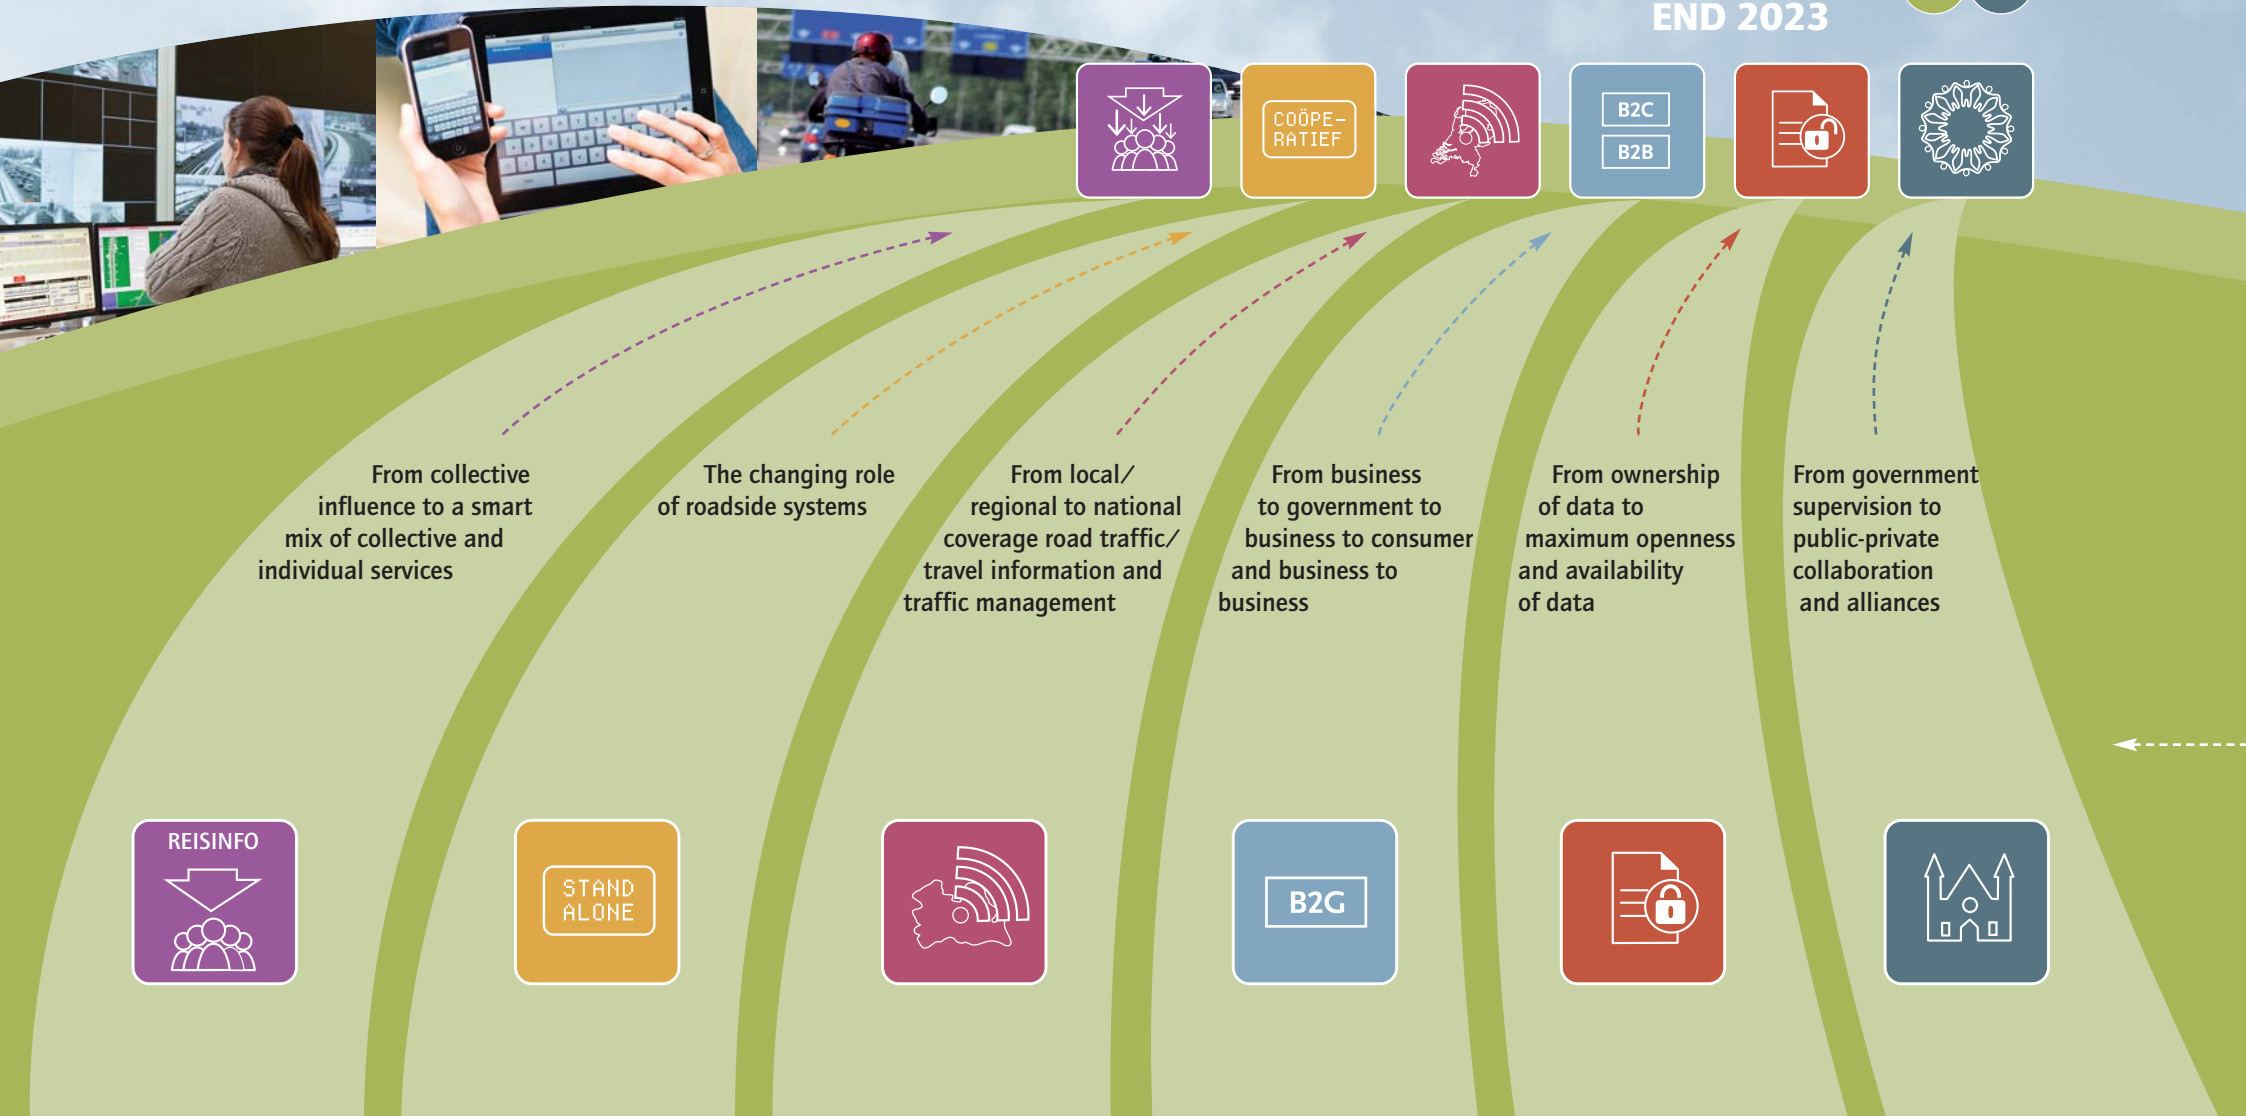 END 2023
COÖPE-
RATIEF
B2C
B2B
From collective
influence to a smart
mix of collective and
individual services
The changing role
of roadside systems
From local/
regional to national
coverage road traffic/
travel information and
traffic management
From business
to government to
business to consumer
and business to
business
From ownership
of data to
maximum openness
and availability
of data
From government
supervision to
public-private
collaboration
and alliances
REISINFO
STAND
ALONE
B2G